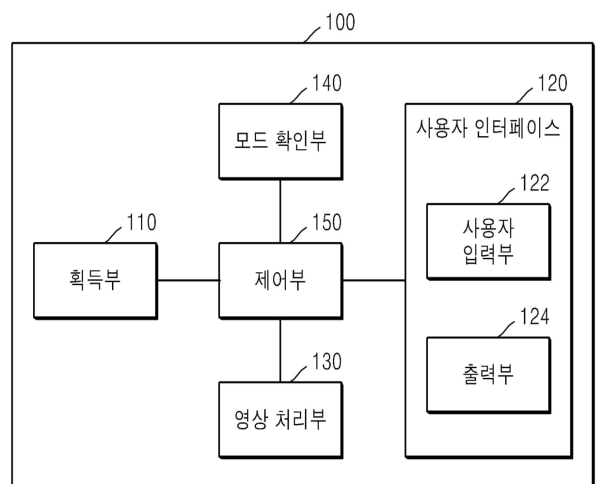 100
140
모드 확인부
120
사용자 인터페이스
122
사용자
입력부
110
획득부
150
제어부
124
출력부
130
영상 처리부